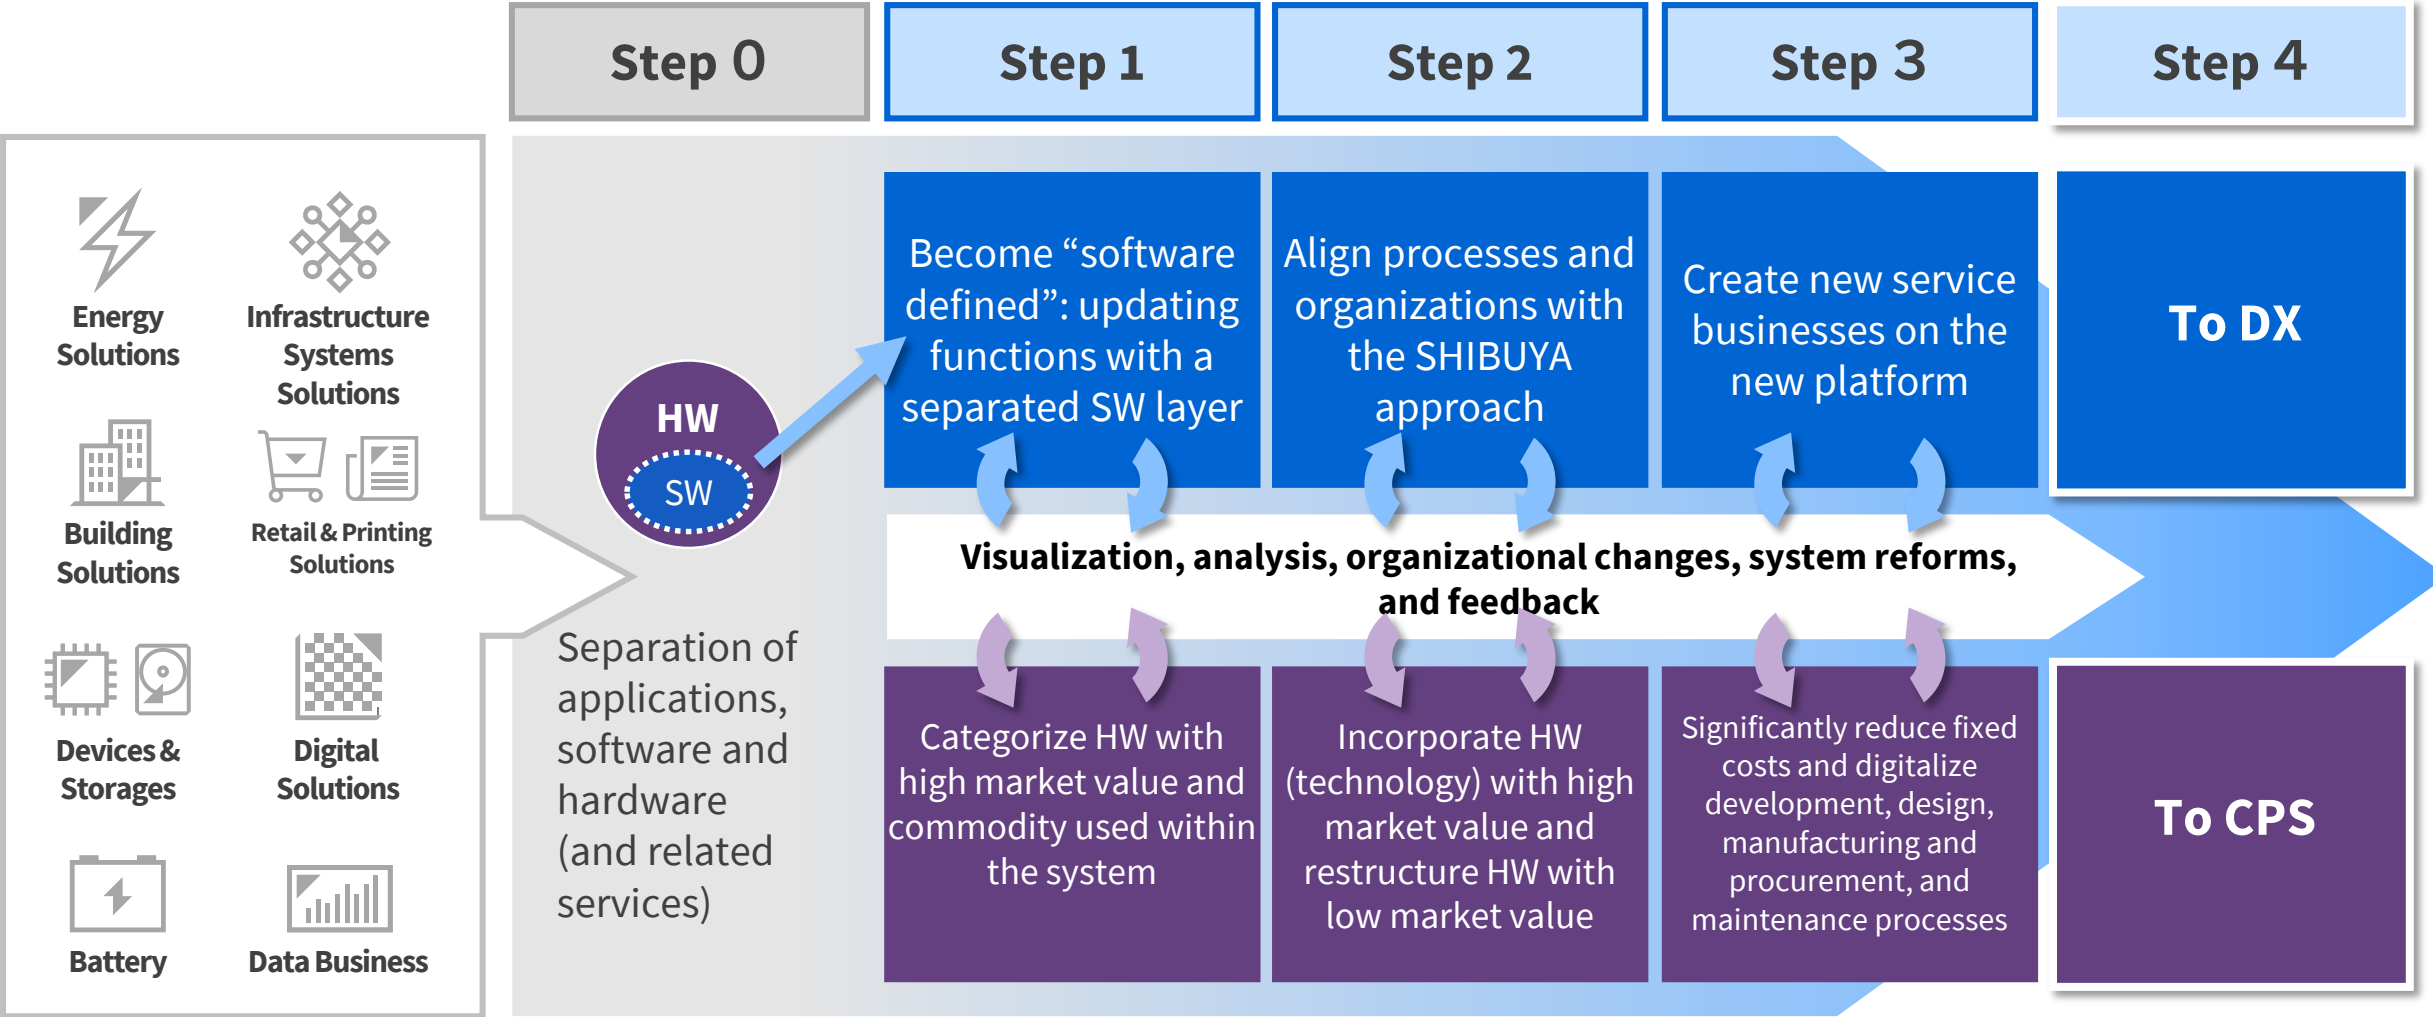 Step 0
Step 1
Step 2
Step 3
Step 4
Energy
Solutions
Infrastructure
Systems
Solutions
Building
Solutions
Retail & Printing
Solutions
Devices &
Storages
Digital
Solutions
Battery
Data Business
HW
SW
Separation of
applications,
software and
hardware
(and related
services)
Become “software
defined”: updating
functions with a
separated SW layer
Align processes and
organizations with
the SHIBUYA
approach
Create new service
businesses on the
new platform
To DX
Visualization, analysis, organizational changes, system reforms,
and feedback
Categorize HW with
high market value and
commodity used within
the system
Incorporate HW
(technology) with high
market value and
restructure HW with
low market value
Significantly reduce fixed
costs and digitalize
development, design,
manufacturing and
procurement, and
maintenance processes
To CPS